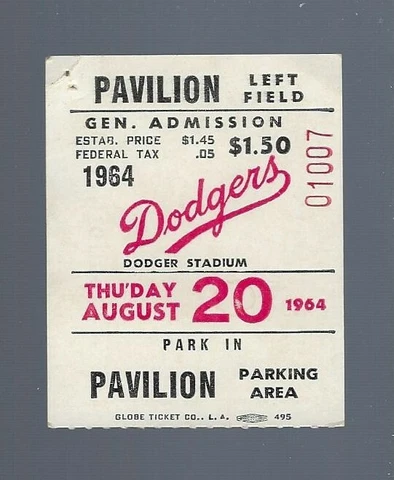 PAVILION LEFT FIELD
GEN. ADMISSION
ESTAB. PRICE $1.45
FEDERAL TAX .05
$1.50
1964
01007
Dodgers
DODGER STADIUM
THU'DAY
AUGUST 20 1964
PARK IN
PAVILION PARKING AREA
GLOBE TICKET CO., L. A. 495